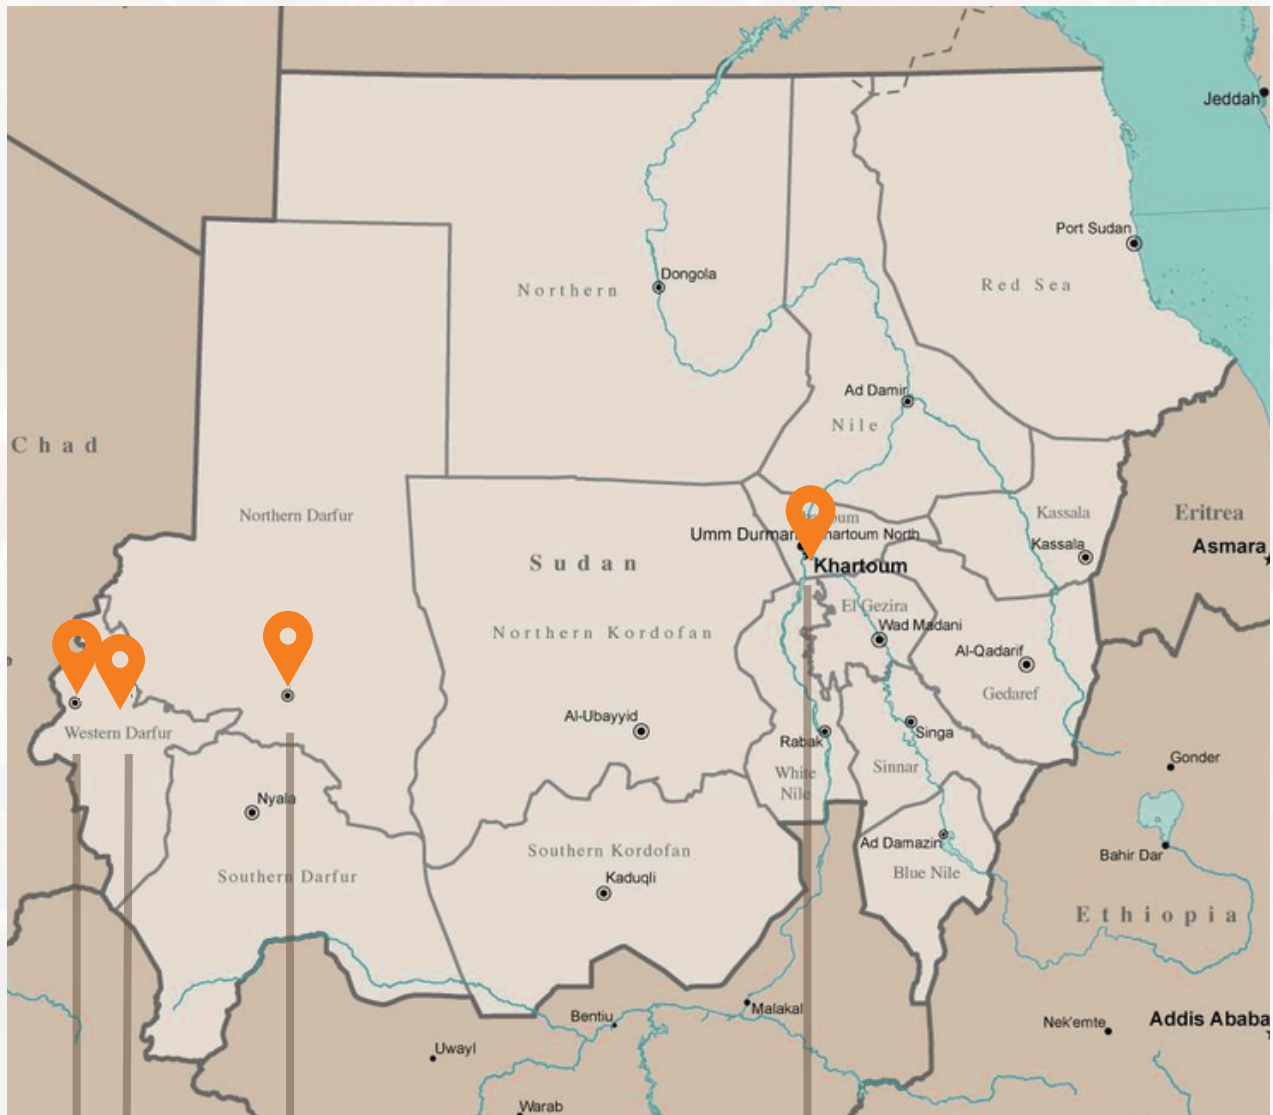 Jeddah
Port Sudan
Red Sea
Dongola
Northern
Ad Damir
Nile
Chad
Northern Darfur
Kassala
Eritrea
Umm Durman
hartoum North
Kassala
Asmara
Sudan
Khartoum
El Gezira
Wad Madani
Northern Kordofan
Al-Qadarif
Gedaref
Al-Ubayyid
Western Darfur
Rabak
Singa
Sinnar
White
Nile
Gonder
Nyala
Ad Damazin
Blue Nile
Bahir Dar
Southern Kordofan
Southern Darfur
Kaduqli
Ethiopia
Malakal
Bentiu
Nek'emte
Addis Ababa
Uwayl
Warab